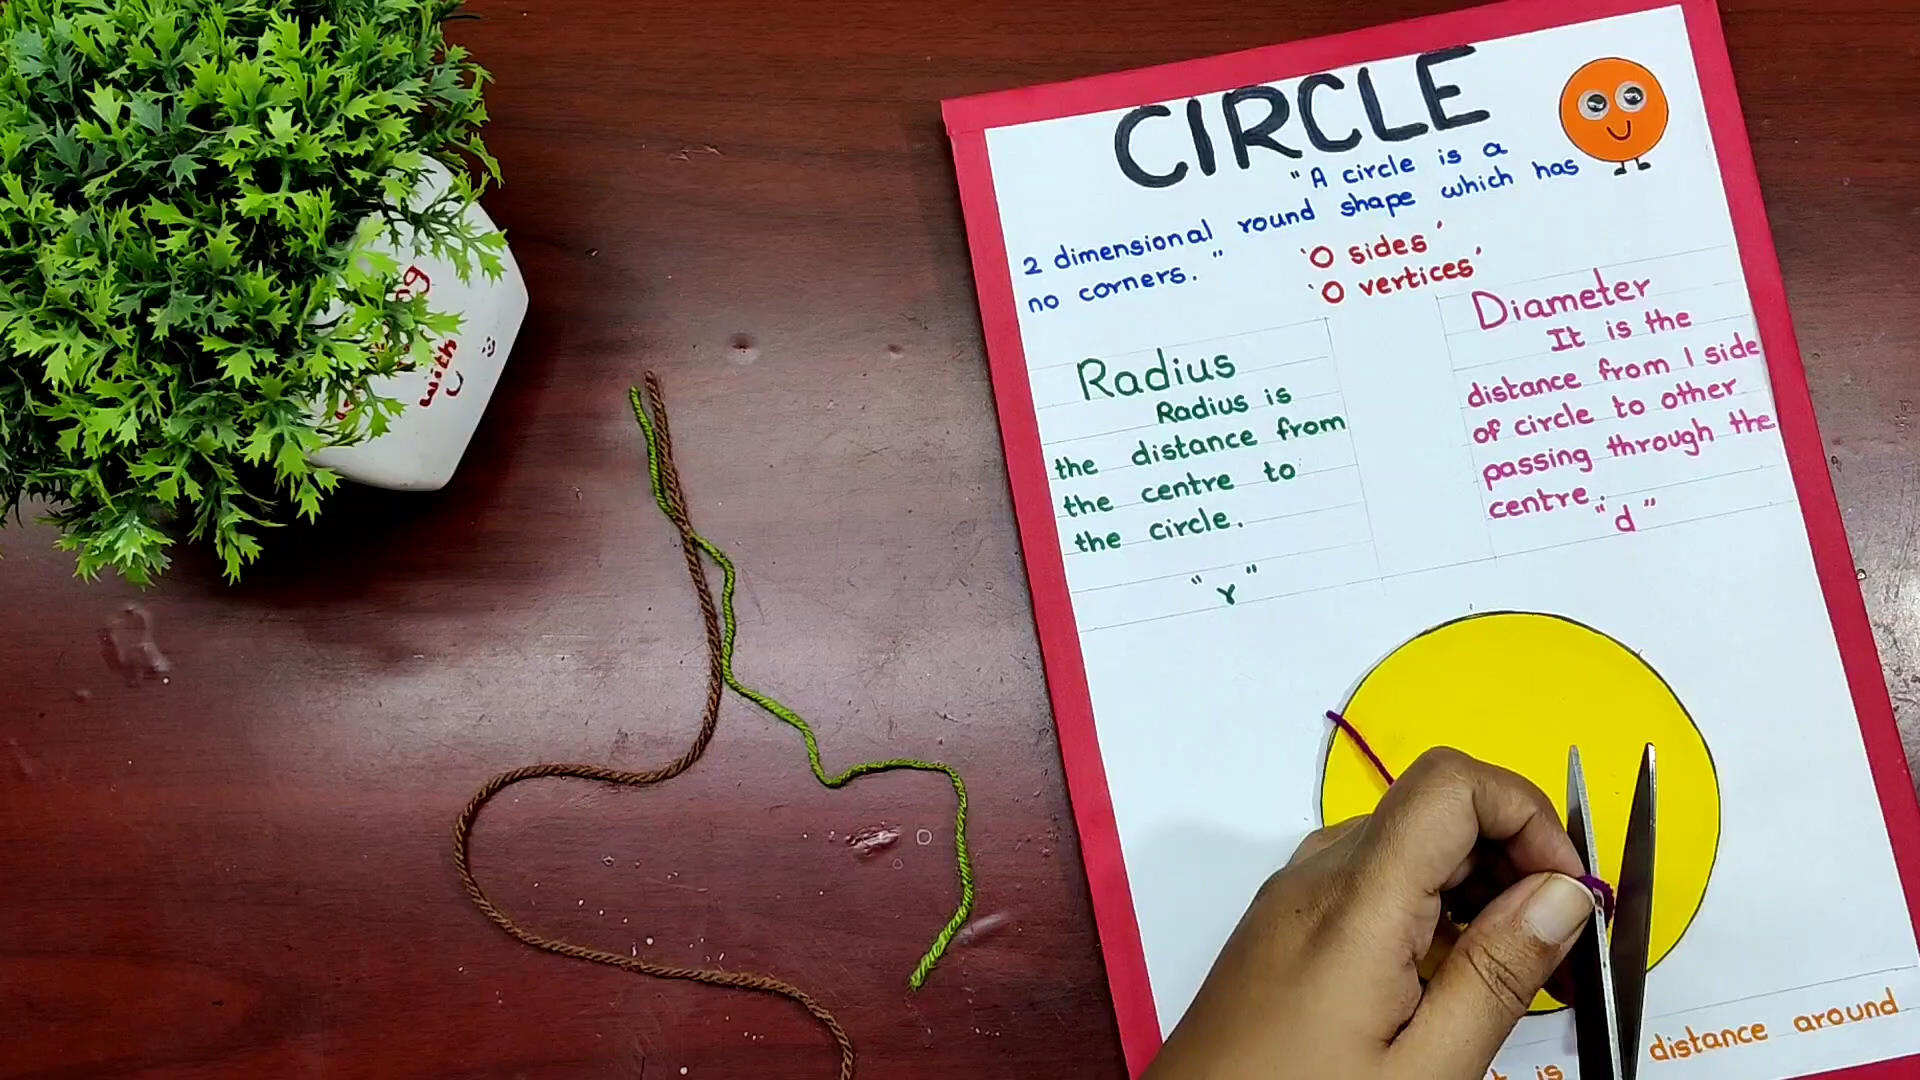 CIRCLE
"A circle is a
2 dimensional round shape which has
no corners."
'0 sides'
'0 vertices'
Radius
Radius is
the distance from
the centre to
the circle.
"r"
Diameter
It is the
distance from 1 side
of circle to other
passing through the
centre.
"d"
is distance around
with